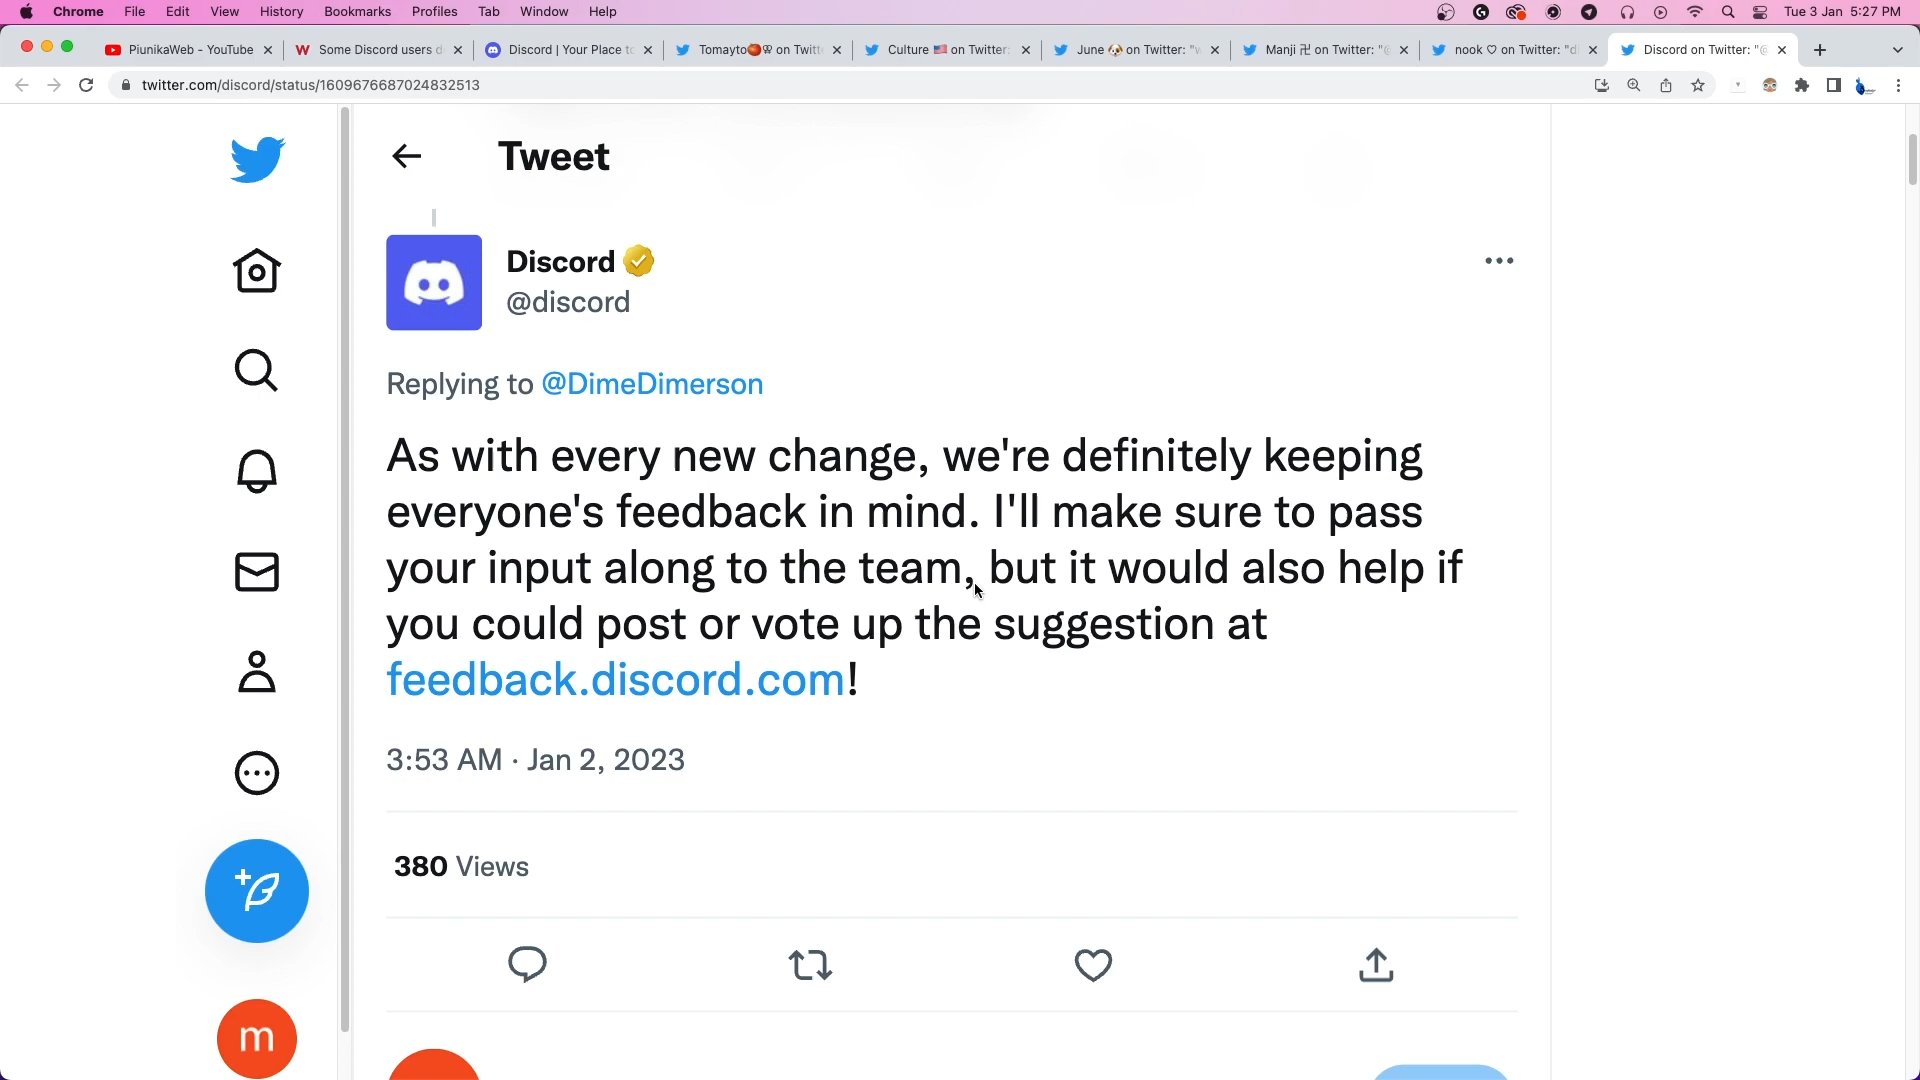 Chrome File Edit View History Bookmarks Profiles Tab Window Help Tue 3 Jan 5:27 PM
PiunikaWeb - YouTube Some Discord users d Discord | Your Place to Tomayto on Twitt Culture on Twitter: June on Twitter: "w Manji 卍 on Twitter: "@ nook ♡ on Twitter: "d Discord on Twitter: "@
twitter.com/discord/status/1609676687024832513
Tweet
Discord
@discord
Replying to @DimeDimerson
As with every new change, we're definitely keeping
everyone's feedback in mind. I'll make sure to pass
your input along to the team, but it would also help if
you could post or vote up the suggestion at
feedback.discord.com!
3:53 AM · Jan 2, 2023
380 Views
m